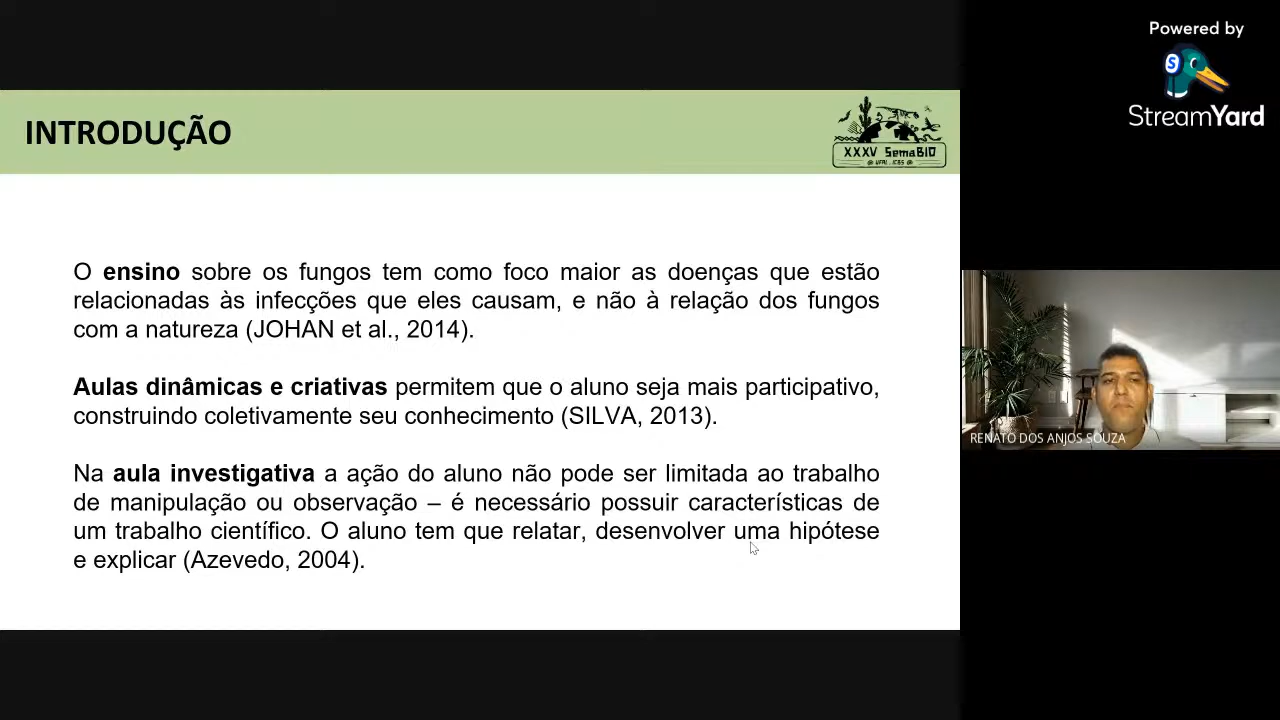 Powered by
StreamYard
INTRODUÇÃO
XXXV SemaBIO
UFAL - ICBS
O ensino sobre os fungos tem como foco maior as doenças que estão
relacionadas às infecções que eles causam, e não à relação dos fungos
com a natureza (JOHAN et al., 2014).
Aulas dinâmicas e criativas permitem que o aluno seja mais participativo,
construindo coletivamente seu conhecimento (SILVA, 2013).
Na aula investigativa a ação do aluno não pode ser limitada ao trabalho
de manipulação ou observação – é necessário possuir características de
um trabalho científico. O aluno tem que relatar, desenvolver uma hipótese
e explicar (Azevedo, 2004).
RENATO DOS ANJOS SOUZA